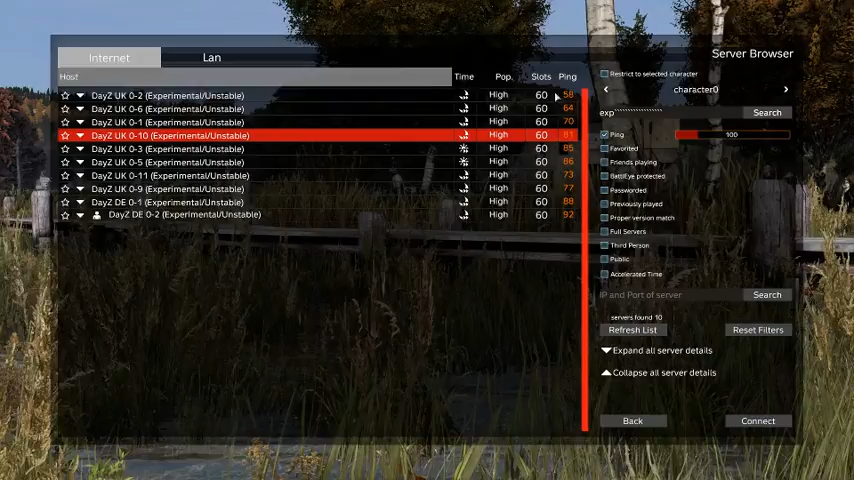 Internet Lan
Server Browser
Host Time Pop. Slots Ping
DayZ UK 0-2 (Experimental/Unstable) High 60 58
DayZ UK 0-6 (Experimental/Unstable) High 60 64
DayZ UK 0-1 (Experimental/Unstable) High 60 70
DayZ UK 0-10 (Experimental/Unstable) High 60 81
DayZ UK 0-3 (Experimental/Unstable) High 60 85
DayZ UK 0-5 (Experimental/Unstable) High 60 86
DayZ UK 0-11 (Experimental/Unstable) High 60 73
DayZ UK 0-9 (Experimental/Unstable) High 60 77
DayZ DE 0-1 (Experimental/Unstable) High 60 88
DayZ DE 0-2 (Experimental/Unstable) High 60 92
Restrict to selected character
< character0 >
exp Search
Ping 100
Favorited
Friends playing
BattlEye protected
Passworded
Previously played
Proper version match
Full Servers
Third Person
Public
Accelerated Time
IP and Port of server Search
servers found 10
Refresh List Reset Filters
Expand all server details
Collapse all server details
Back Connect